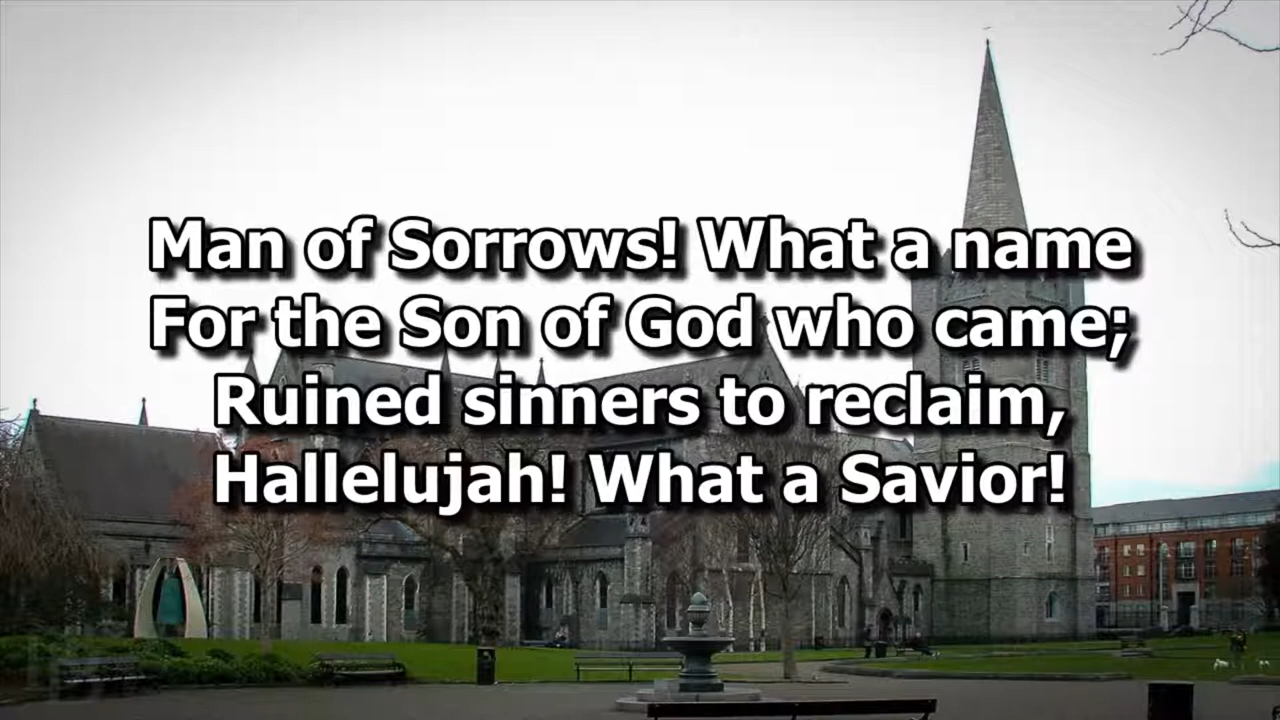 Man of Sorrows! What a name
For the Son of God who came;
Ruined sinners to reclaim,
Hallelujah! What a Savior!